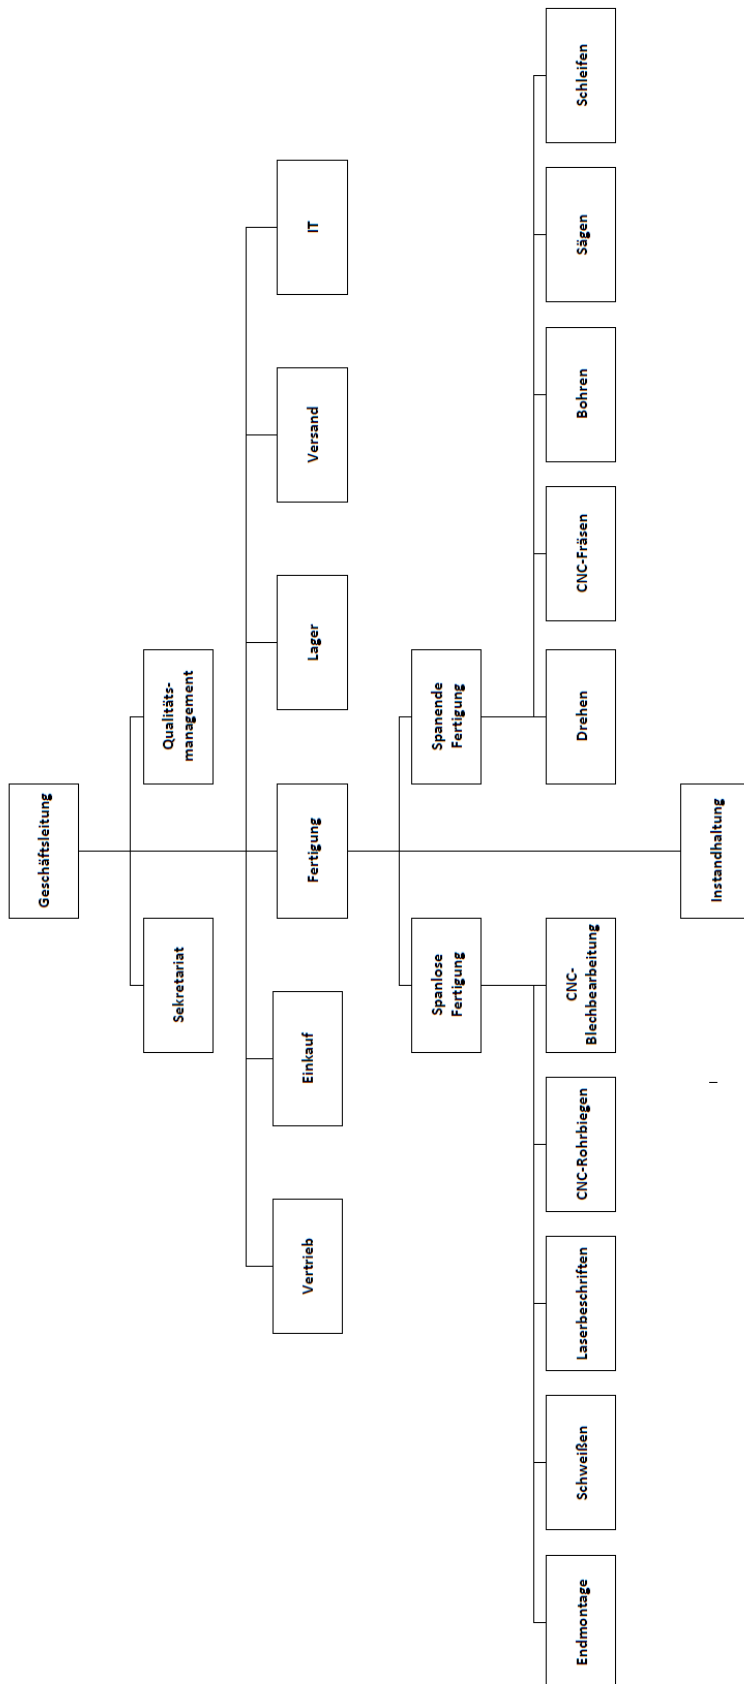 Geschäftsleitung
Sekretariat
Qualitäts-
management
Vertrieb
Einkauf
Fertigung
Lager
Versand
IT
Spanlose
Fertigung
Spanende
Fertigung
Endmontage
Schweißen
Laserbeschriften
CNC-Rohrbiegen
CNC-
Blechbearbeitung
Drehen
CNC-Fräsen
Bohren
Sägen
Schleifen
Instandhaltung